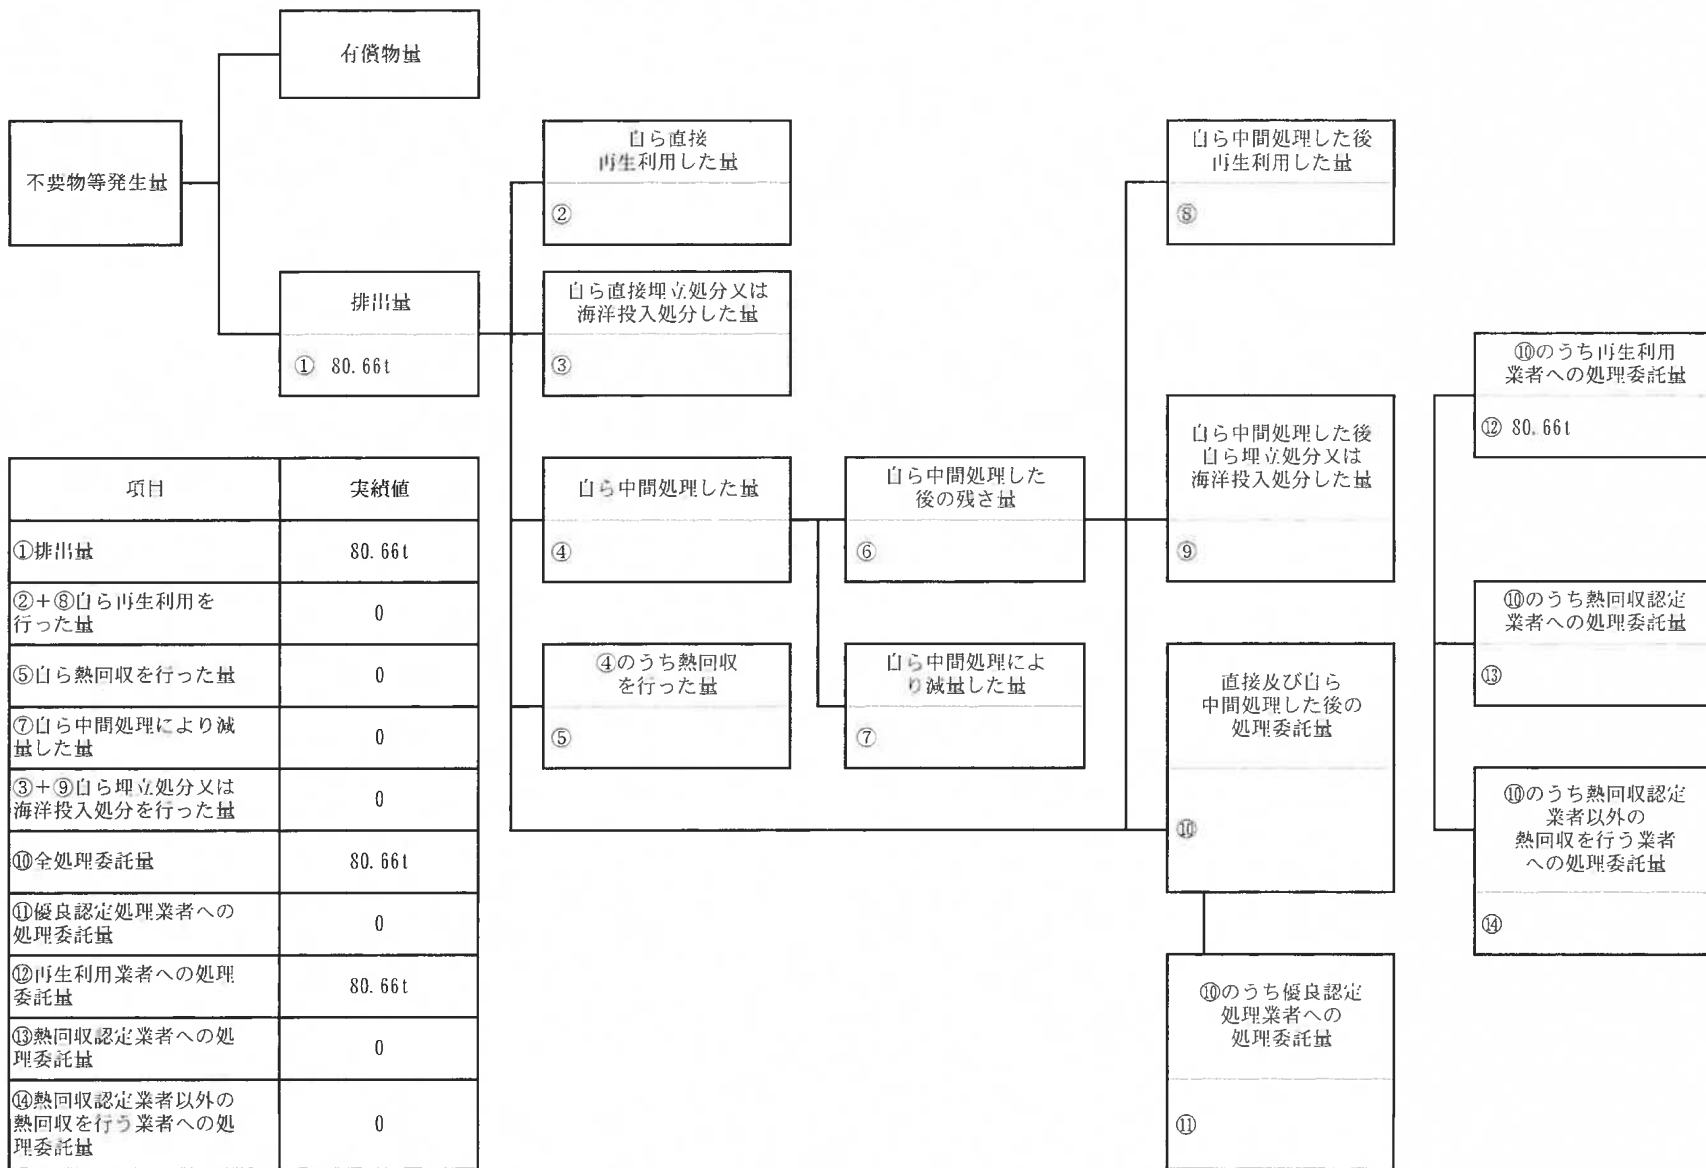 有償物量
不要物等発生量
排出量
① 80.66t
自ら直接
再生利用した量
②
自ら直接埋立処分又は
海洋投入処分した量
③
自ら中間処理した量
④
④のうち熱回収
を行った量
⑤
自ら中間処理した
後の残さ量
⑥
自ら中間処理によ
り減量した量
⑦
自ら中間処理した後
再生利用した量
⑧
自ら中間処理した後
自ら埋立処分又は
海洋投入処分した量
⑨
直接及び自ら
中間処理した後の
処理委託量
⑩
⑩のうち優良認定
処理業者への
処理委託量
⑪
⑩のうち再生利用
業者への処理委託量
⑫ 80.66t
⑩のうち熱回収認定
業者への処理委託量
⑬
⑩のうち熱回収認定
業者以外の
熱回収を行う業者
への処理委託量
⑭
項目 実績値
①排出量 80.66t
②+⑧自ら再生利用を
行った量 0
⑤自ら熱回収を行った量 0
⑦自ら中間処理により減
量した量 0
③+⑨自ら埋立処分又は
海洋投入処分を行った量 0
⑩全処理委託量 80.66t
⑪優良認定処理業者への
処理委託量 0
⑫再生利用業者への処理
委託量 80.66t
⑬熱回収認定業者への処
理委託量 0
⑭熱回収認定業者以外の
熱回収を行う業者への処
理委託量 0